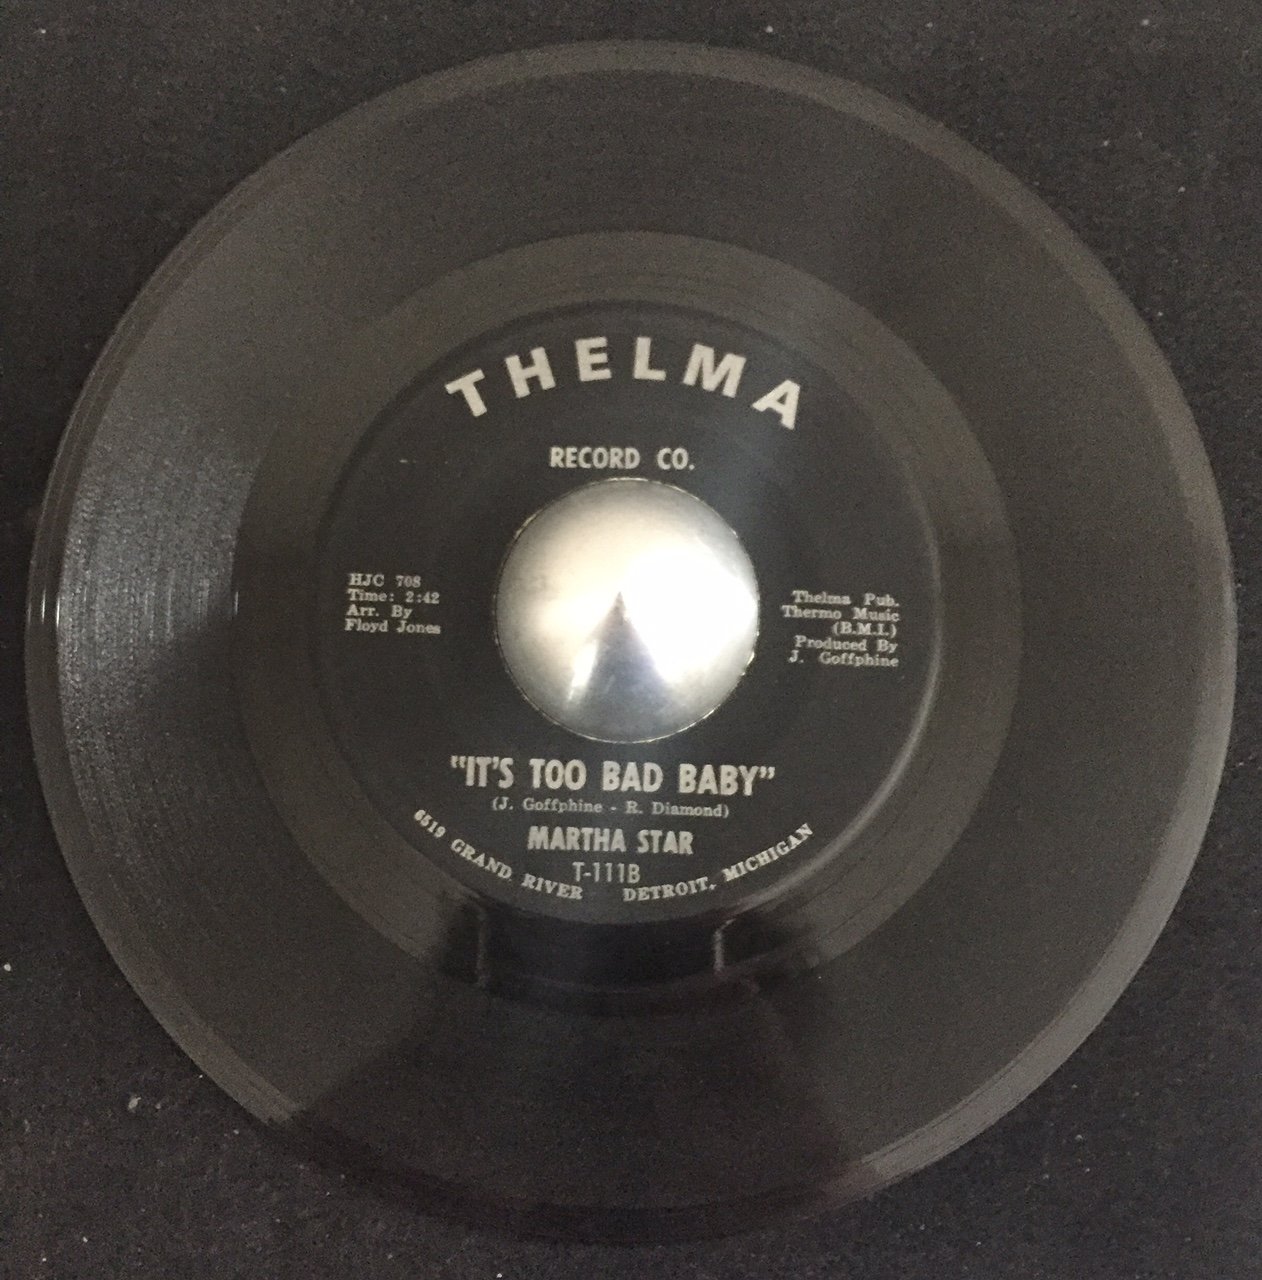 THELMA
RECORD CO.
HJC 708
Time: 2:42
Arr. By
Floyd Jones
Thelma Pub.
Thermo Music
(B.M.I.)
Produced By
J. Goffphine
"IT'S TOO BAD BABY"
(J. Goffphine - R. Diamond)
MARTHA STAR
T-111B
6519 GRAND RIVER DETROIT, MICHIGAN